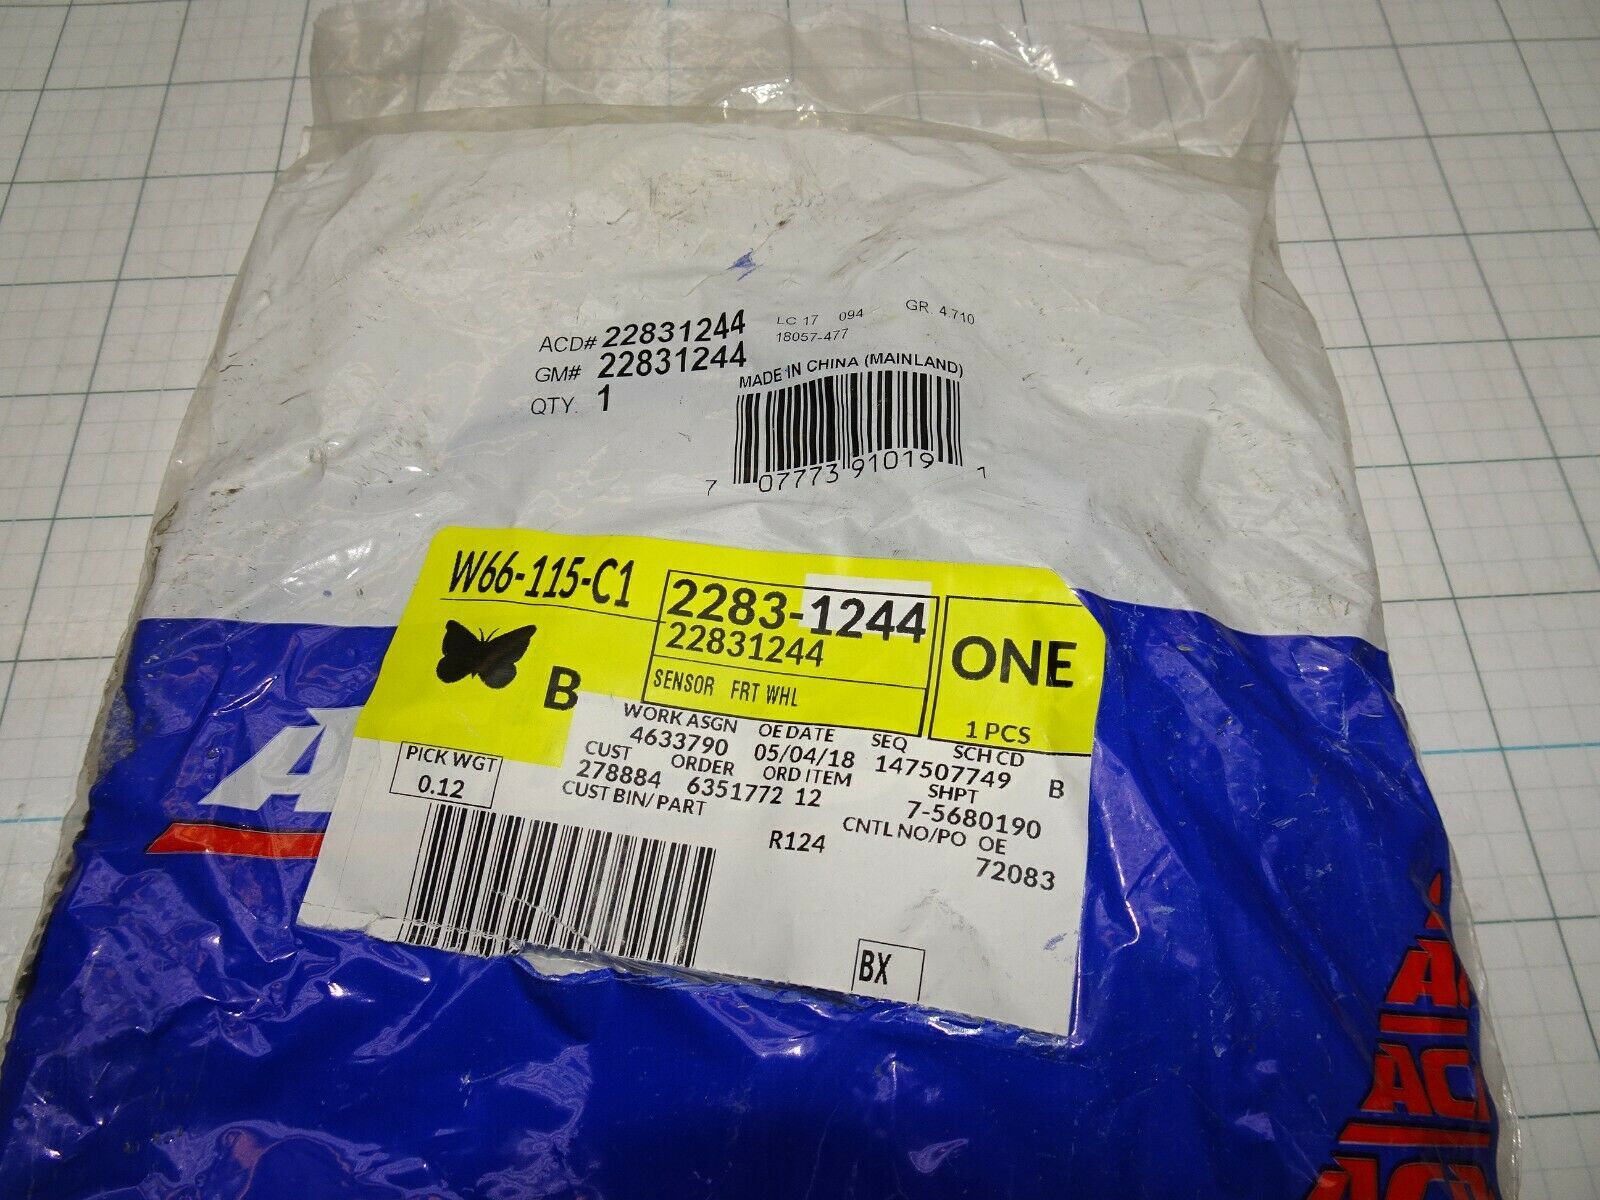 ACD# 22831244
GM# 22831244
QTY. 1
LC 17 094 GR. 4.710
18057-477
MADE IN CHINA (MAINLAND)
7 07773 91019 1
W66-115-C1
B
2283-1244
22831244
SENSOR FRT WHL
ONE
1 PCS
PICK WGT
0.12
WORK ASGN OE DATE SEQ SCH CD
4633790 05/04/18 147507749 B
CUST ORDER ORD ITEM SHPT
278884 6351772 12 7-5680190
CUST BIN/PART CNTL NO/PO OE
R124 72083
BX
A
AC
ACI